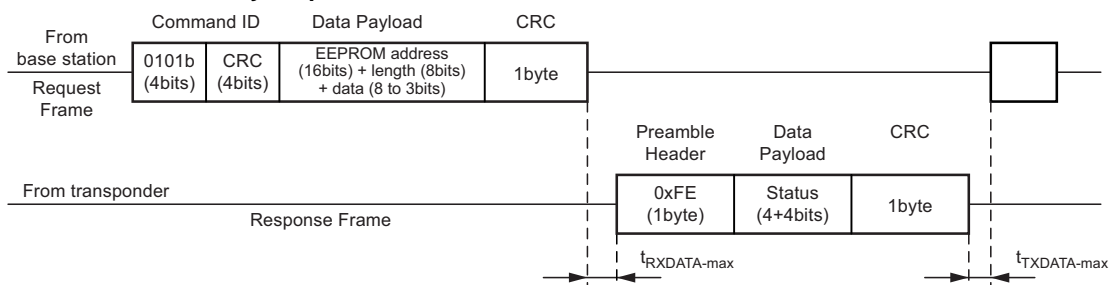 Command ID
Data Payload
CRC
From
base station
Request
Frame
0101b
(4bits)
CRC
(4bits)
EEPROM address
(16bits) + length (8bits)
+ data (8 to 3bits)
1byte
Preamble
Header
Data
Payload
CRC
From transponder
Response Frame
0xFE
(1byte)
Status
(4+4bits)
1byte
tRXDATA-max
tTXDATA-max